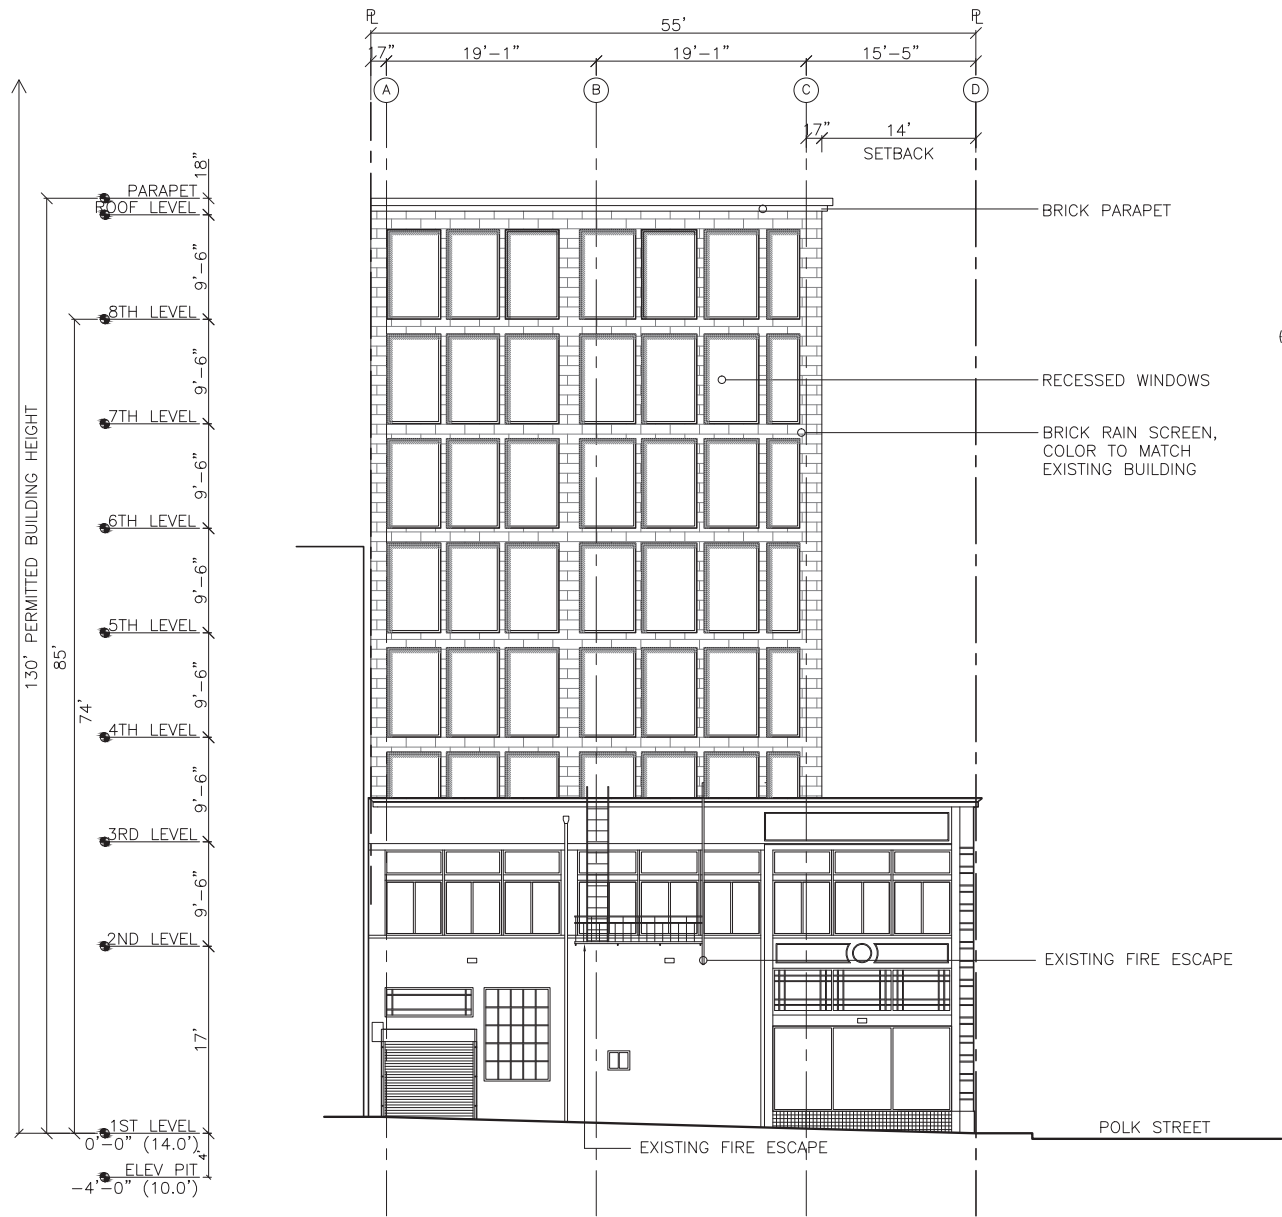 ℄ ℄
55'
17" 19'-1" 19'-1" 15'-5"
A B C D
17" 14'
SETBACK
18"
PARAPET
ROOF LEVEL
BRICK PARAPET
9'-6"
8TH LEVEL
6
9'-6"
RECESSED WINDOWS
7TH LEVEL
BRICK RAIN SCREEN,
COLOR TO MATCH
EXISTING BUILDING
9'-6"
6TH LEVEL
130' PERMITTED BUILDING HEIGHT
9'-6"
5TH LEVEL
85'
9'-6"
74'
4TH LEVEL
9'-6"
3RD LEVEL
9'-6"
2ND LEVEL
EXISTING FIRE ESCAPE
17'
1ST LEVEL
0'-0" (14.0')
POLK STREET
EXISTING FIRE ESCAPE
4'
ELEV PIT
-4'-0" (10.0')